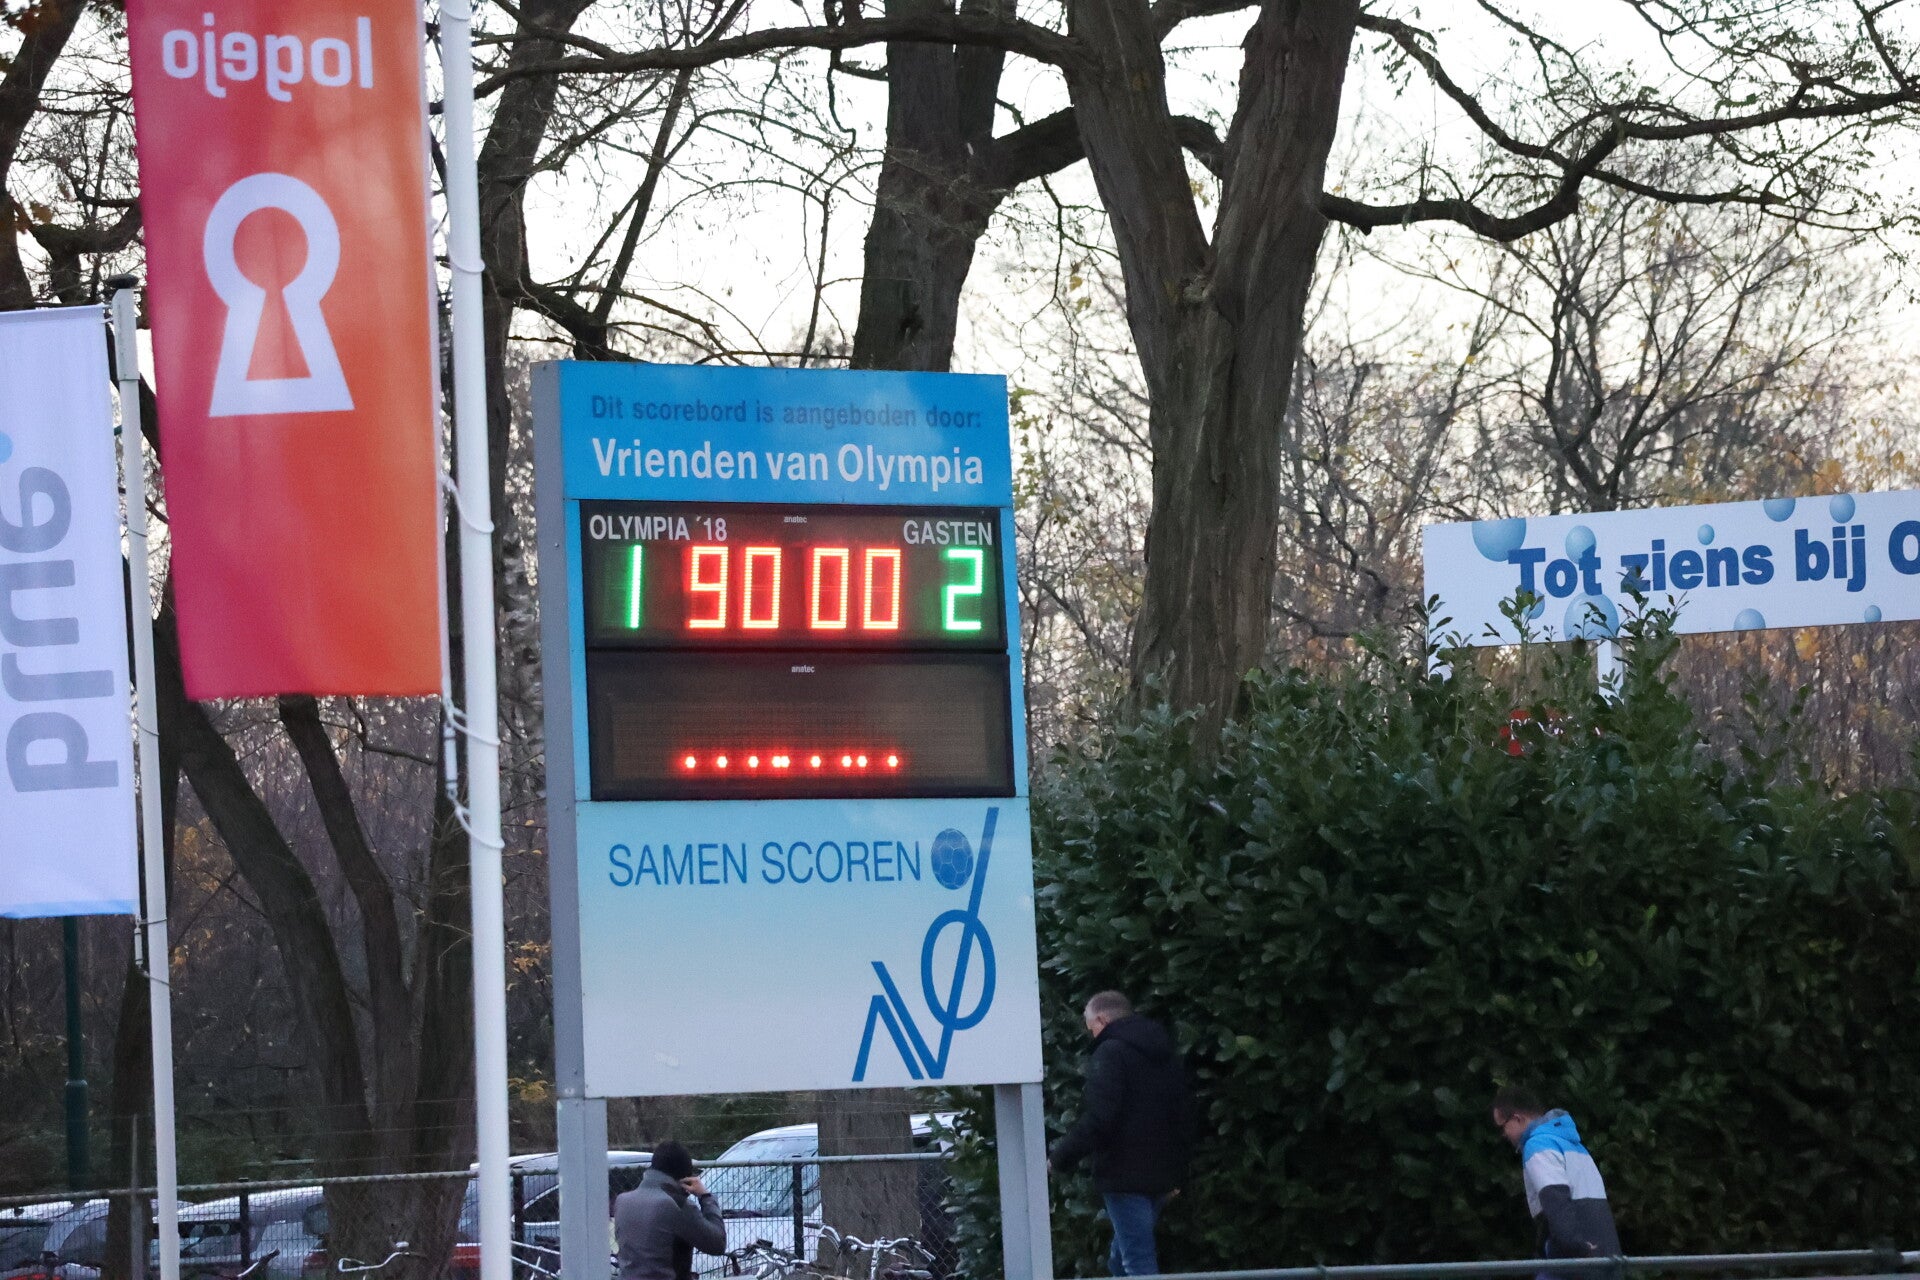 logejo
plue.
Dit scorebord is aangeboden door:
Vrienden van Olympia
OLYMPIA '18
anatec
GASTEN
1 90 00 2
anatec
SAMEN SCOREN
Tot ziens bij O